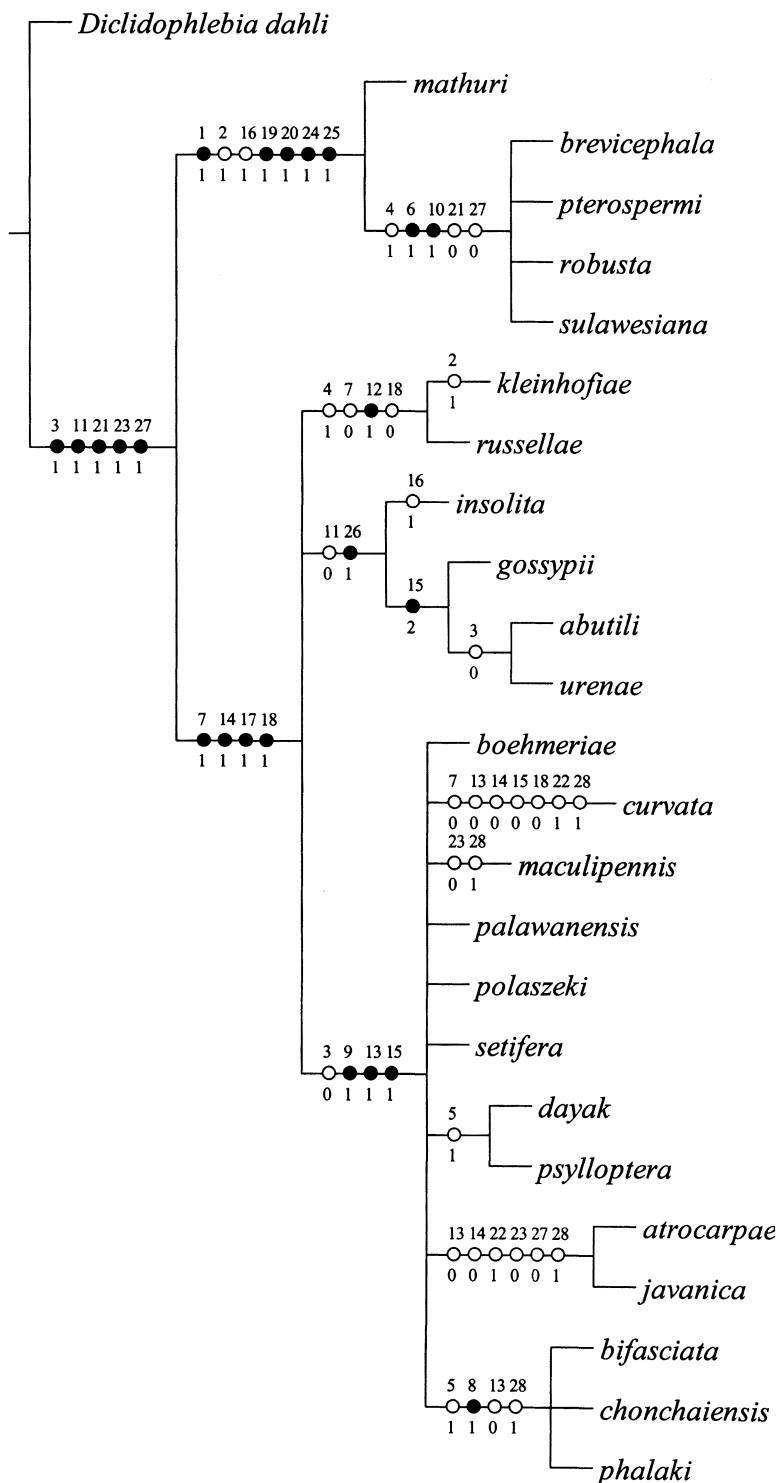 Diclidophlebia dahli
mathuri
1 2 16 19 20 24 25
1 1 1 1 1 1 1
brevicephala
pterospermi
4 6 10 21 27
1 1 1 0 0
robusta
sulawesiana
2
kleinhofiae
1
4 7 12 18
1 0 1 0
russellae
3 11 21 23 27
1 1 1 1 1
16
insolita
1
11 26
0 1
gossypii
15
2
abutili
3
0
urenae
7 14 17 18
1 1 1 1
boehmeriae
7 13 14 15 18 22 28
curvata
0 0 0 0 0 1 1
23 28
maculipennis
0 1
palawanensis
polaszeki
setifera
3 9 13 15
0 1 1 1
dayak
5
1
psylloptera
atrocarpae
13 14 22 23 27 28
0 0 1 0 0 1
javanica
bifasciata
5 8 13 28
chonchaiensis
1 1 0 1
phalaki